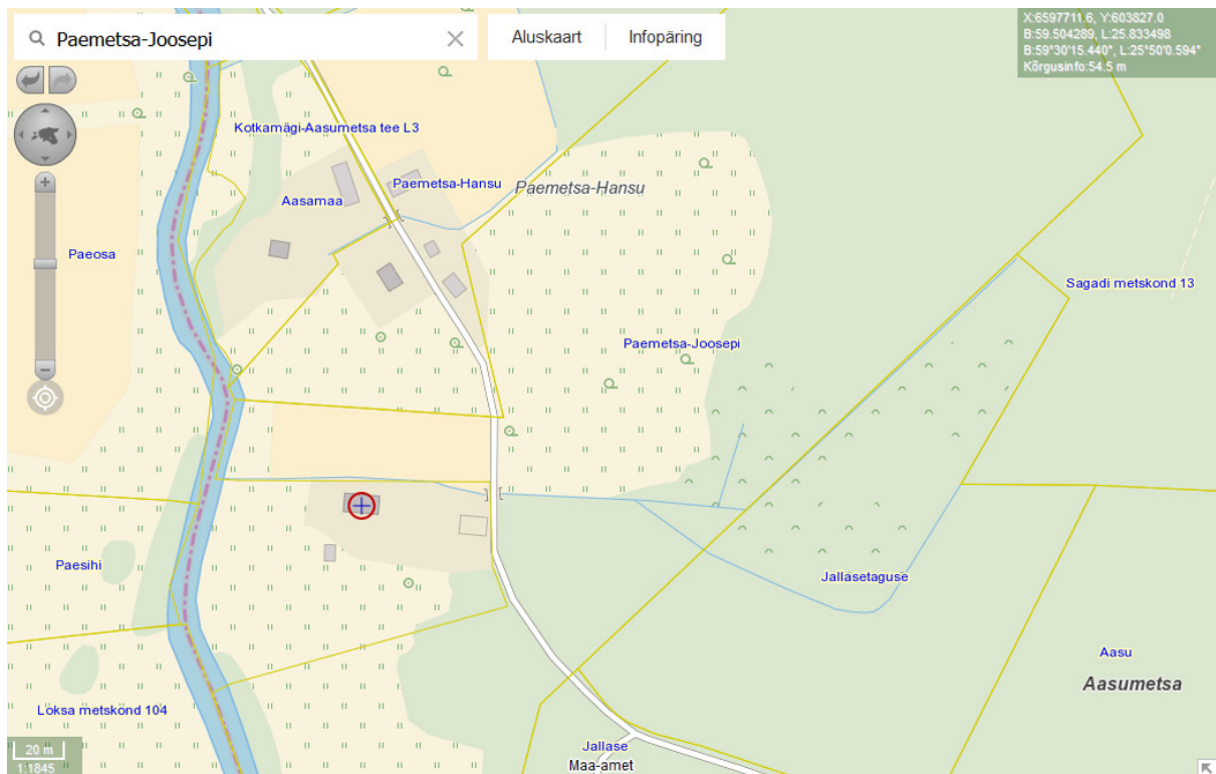 Paemetsa-Joosepi
Aluskaart
Infopäring
X:6597711.6, Y:603827.0
B:59.504289, L:25.833498
B:59°30'15.440", L:25°50'0.594"
Kõrgusinfo:54.5 m
Kotkamägi-Aasumetsa tee L3
Paemetsa-Hansu
Paemetsa-Hansu
Aasamaa
Paeosa
Sagadi metskond 13
Paemetsa-Joosepi
Paesihi
Jallasetaguse
Aasu
Aasumetsa
Loksa metskond 104
20 m
1:1845
Jallase
Maa-amet